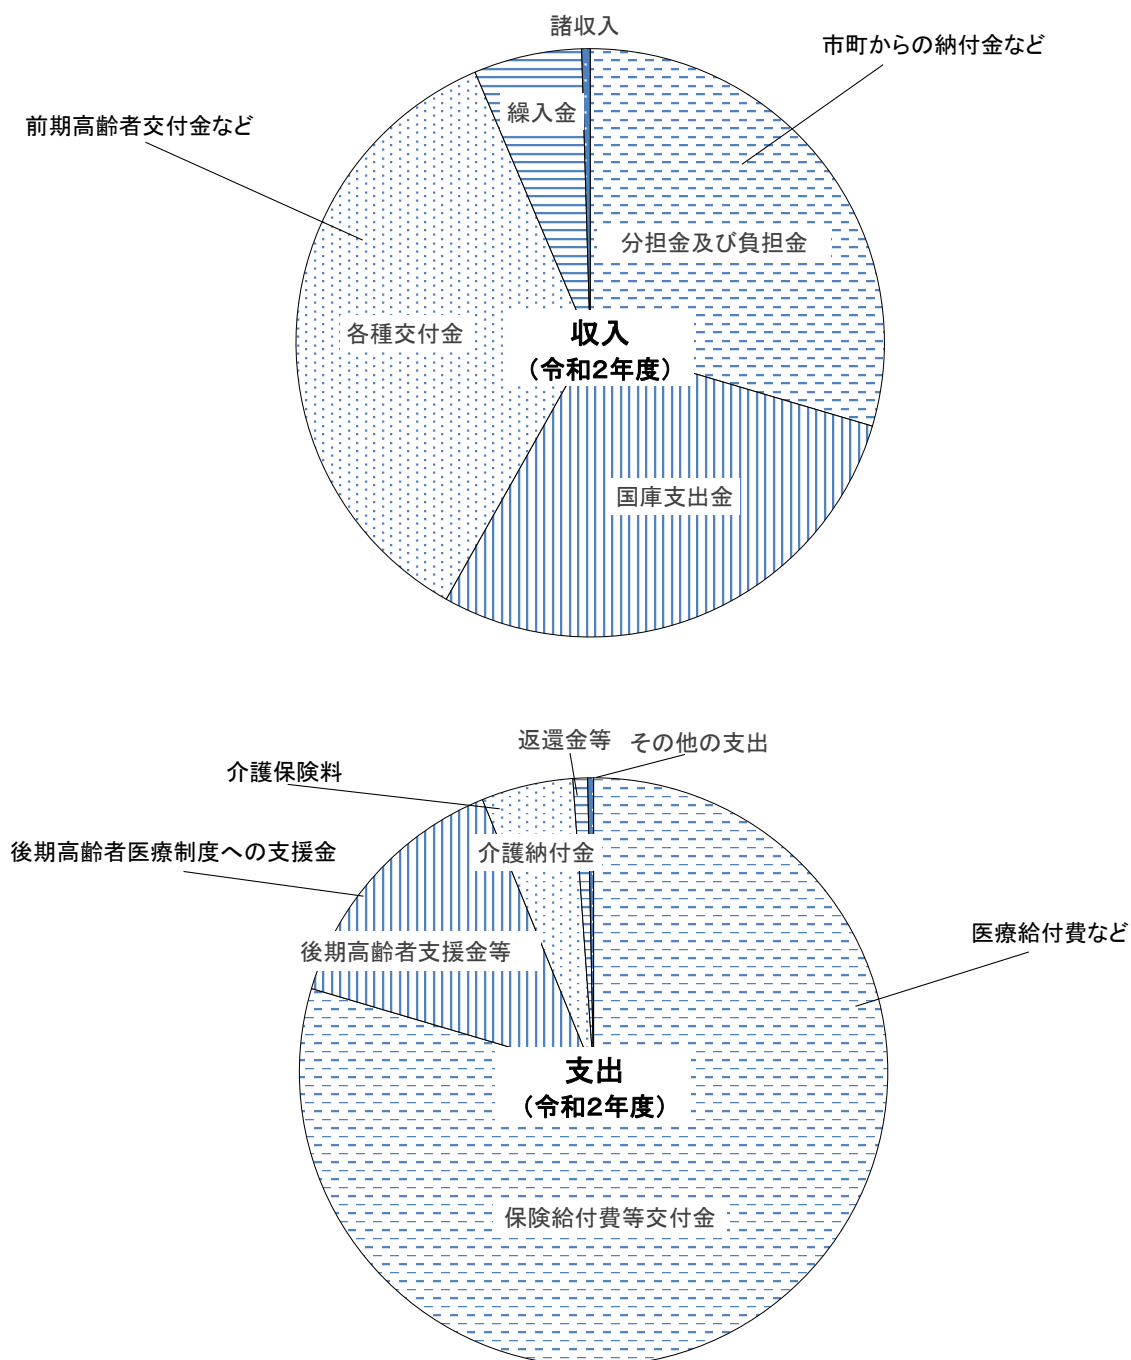 諸収入
市町からの納付金など
繰入金
前期高齢者交付金など
分担金及び負担金
各種交付金
収入
（令和2年度）
国庫支出金
返還金等
その他の支出
介護保険料
後期高齢者医療制度への支援金
介護納付金
医療給付費など
後期高齢者支援金等
支出
（令和2年度）
保険給付費等交付金